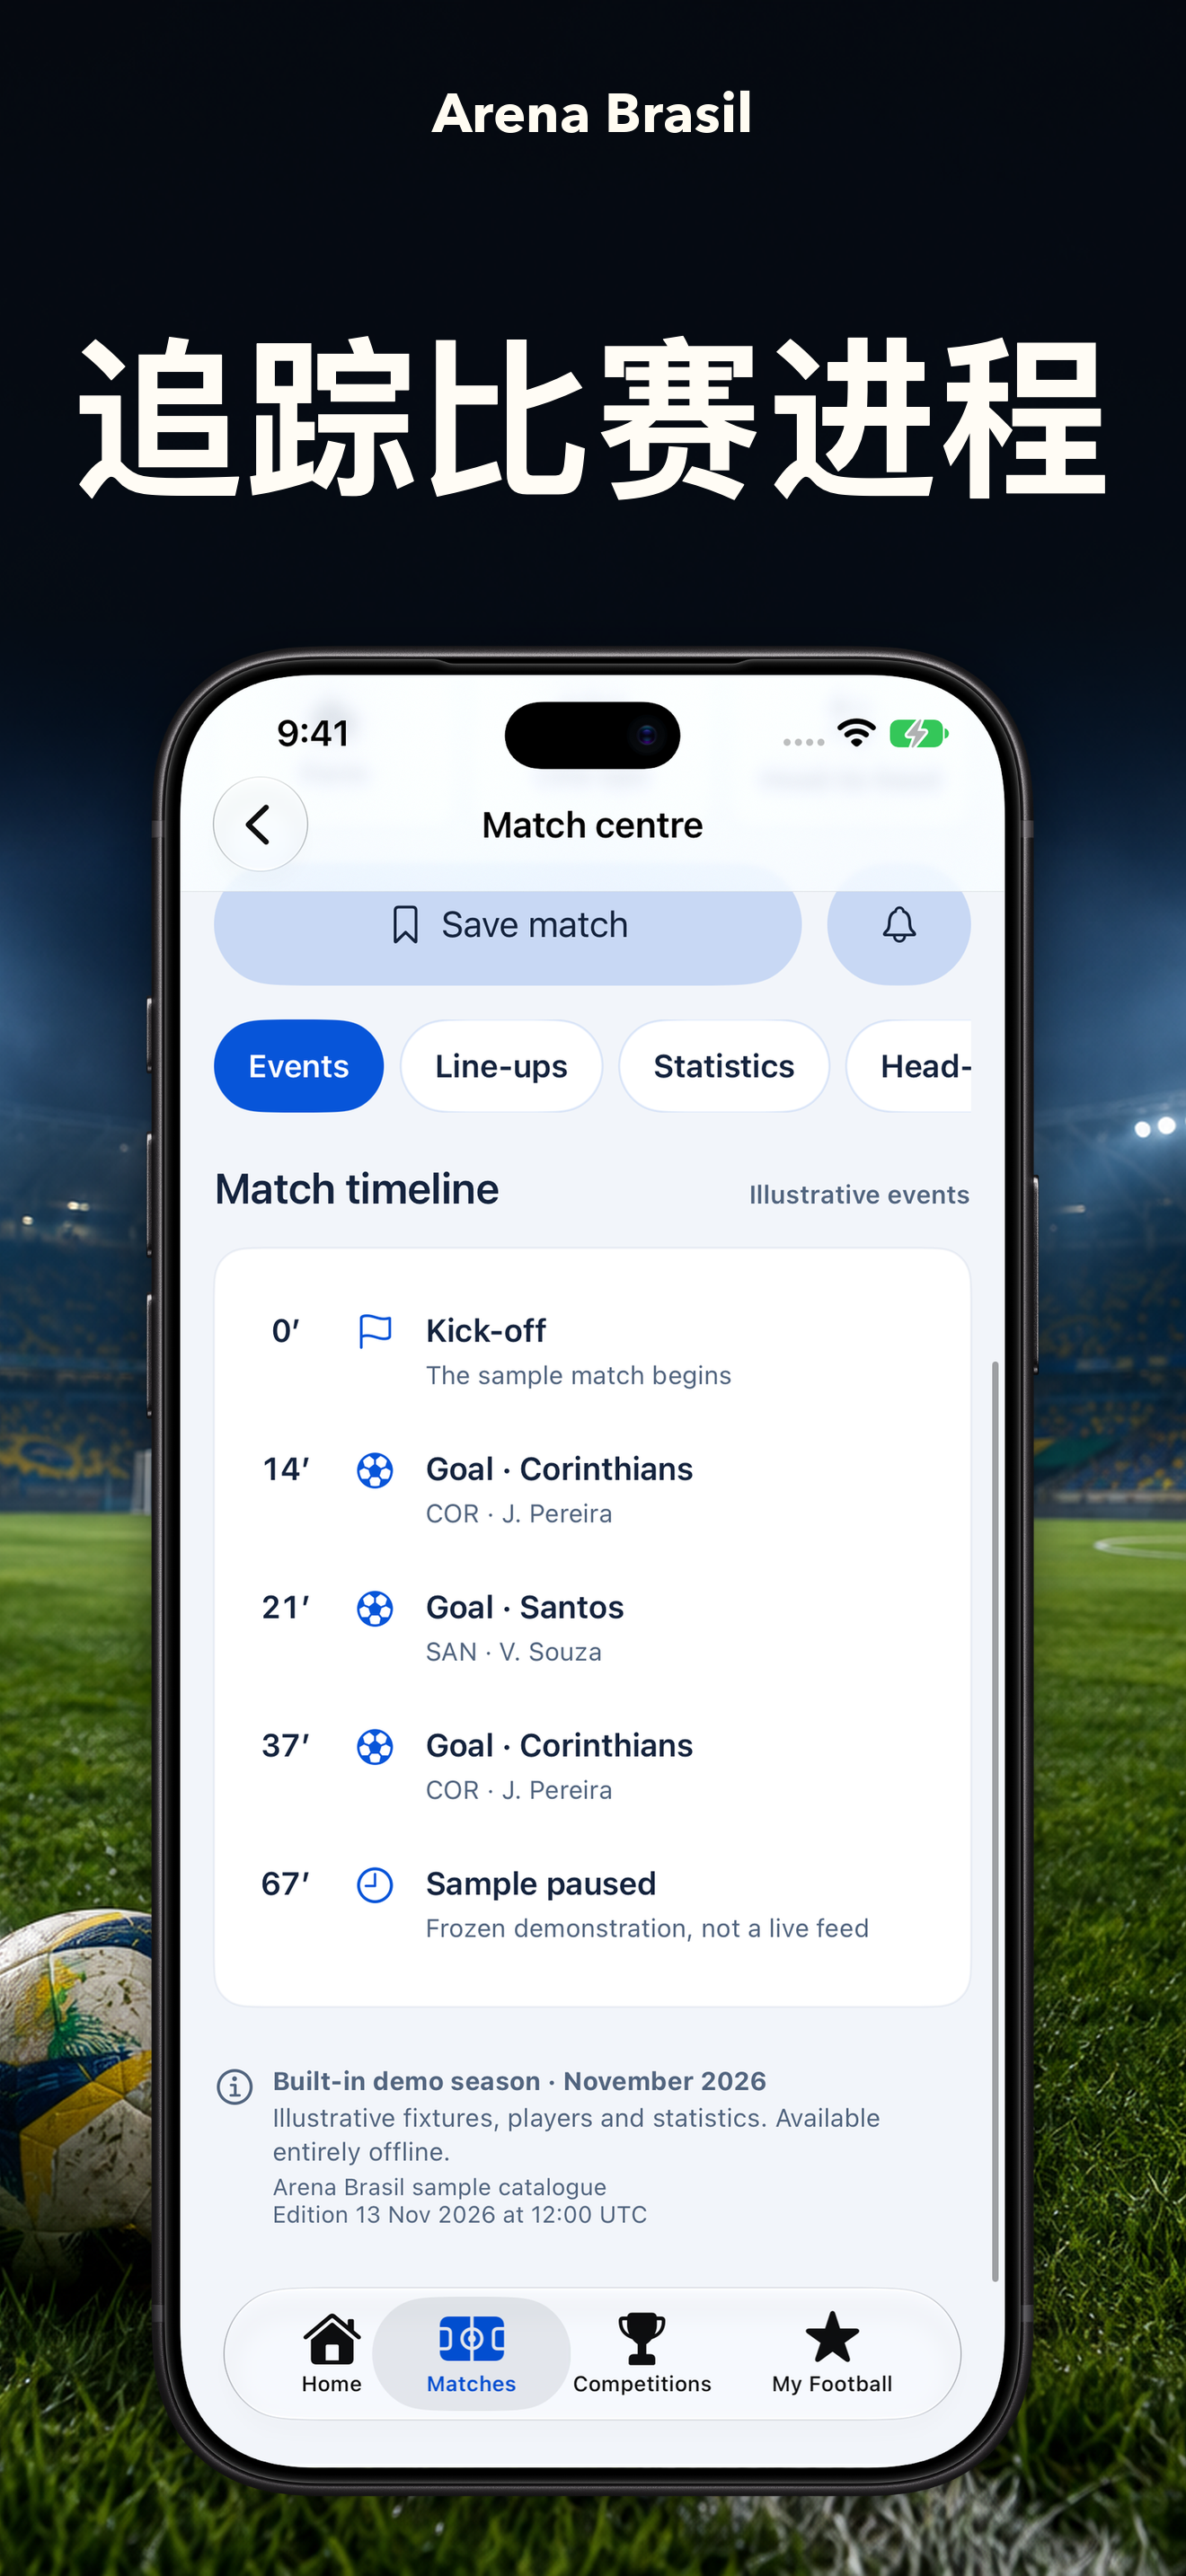 Arena Brasil
追踪比赛进程
9:41
Match centre
Save match
Events
Line-ups
Statistics
Head-
Match timeline
Illustrative events
0′
Kick-off
The sample match begins
14′
Goal · Corinthians
COR · J. Pereira
21′
Goal · Santos
SAN · V. Souza
37′
Goal · Corinthians
COR · J. Pereira
67′
Sample paused
Frozen demonstration, not a live feed
Built-in demo season · November 2026
Illustrative fixtures, players and statistics. Available
entirely offline.
Arena Brasil sample catalogue
Edition 13 Nov 2026 at 12:00 UTC
Home
Matches
Competitions
My Football